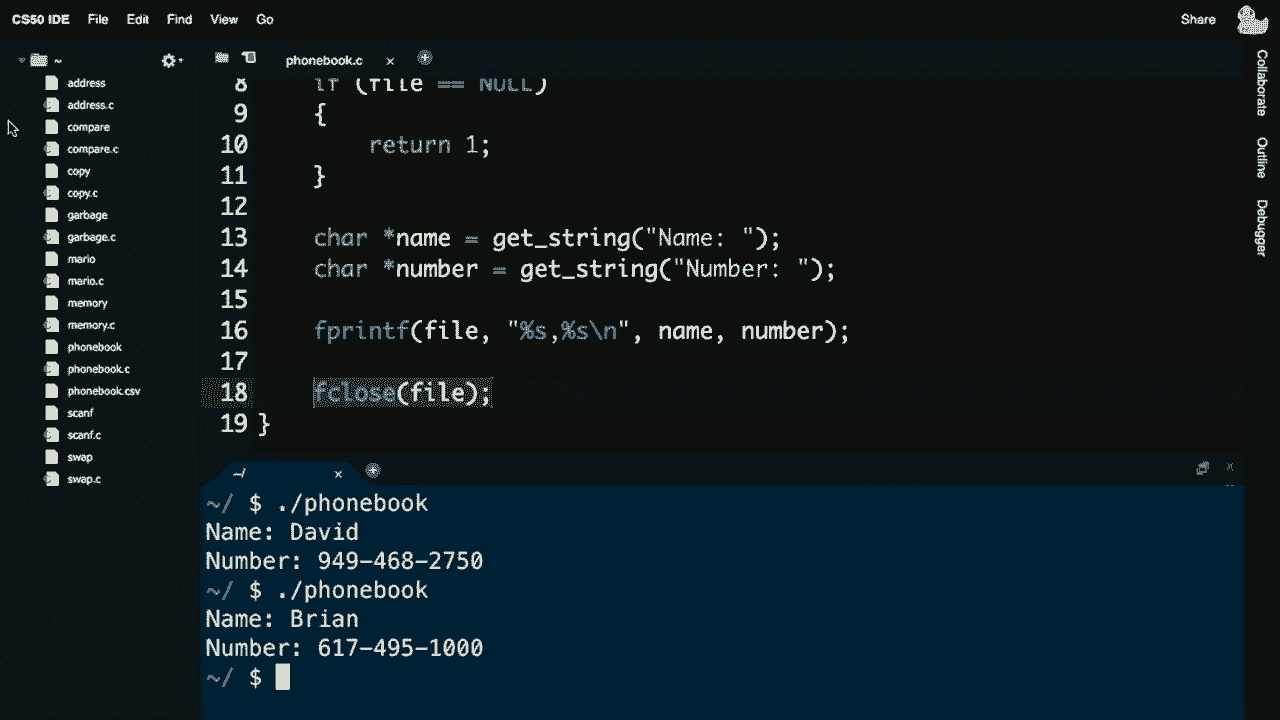 CS50 IDE File Edit Find View Go Share
~
address
address.c
compare
compare.c
copy
copy.c
garbage
garbage.c
mario
mario.c
memory
memory.c
phonebook
phonebook.c
phonebook.csv
scanf
scanf.c
swap
swap.c
phonebook.c ×
8 if (file == NULL)
9 {
10 return 1;
11 }
12
13 char *name = get_string("Name: ");
14 char *number = get_string("Number: ");
15
16 fprintf(file, "%s,%s\n", name, number);
17
18 fclose(file);
19 }
~/ ×
~/ $ ./phonebook
Name: David
Number: 949-468-2750
~/ $ ./phonebook
Name: Brian
Number: 617-495-1000
~/ $
Collaborate
Outline
Debugger